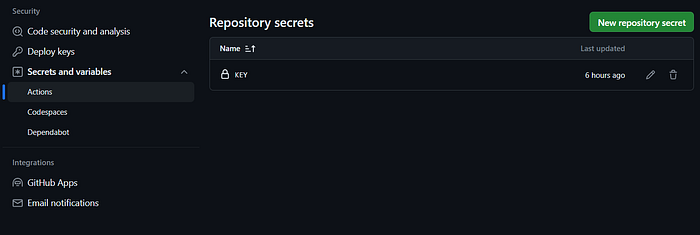 Security
Code security and analysis
Deploy keys
Secrets and variables
Actions
Codespaces
Dependabot
Integrations
GitHub Apps
Email notifications
Repository secrets
New repository secret
Name
Last updated
KEY
6 hours ago